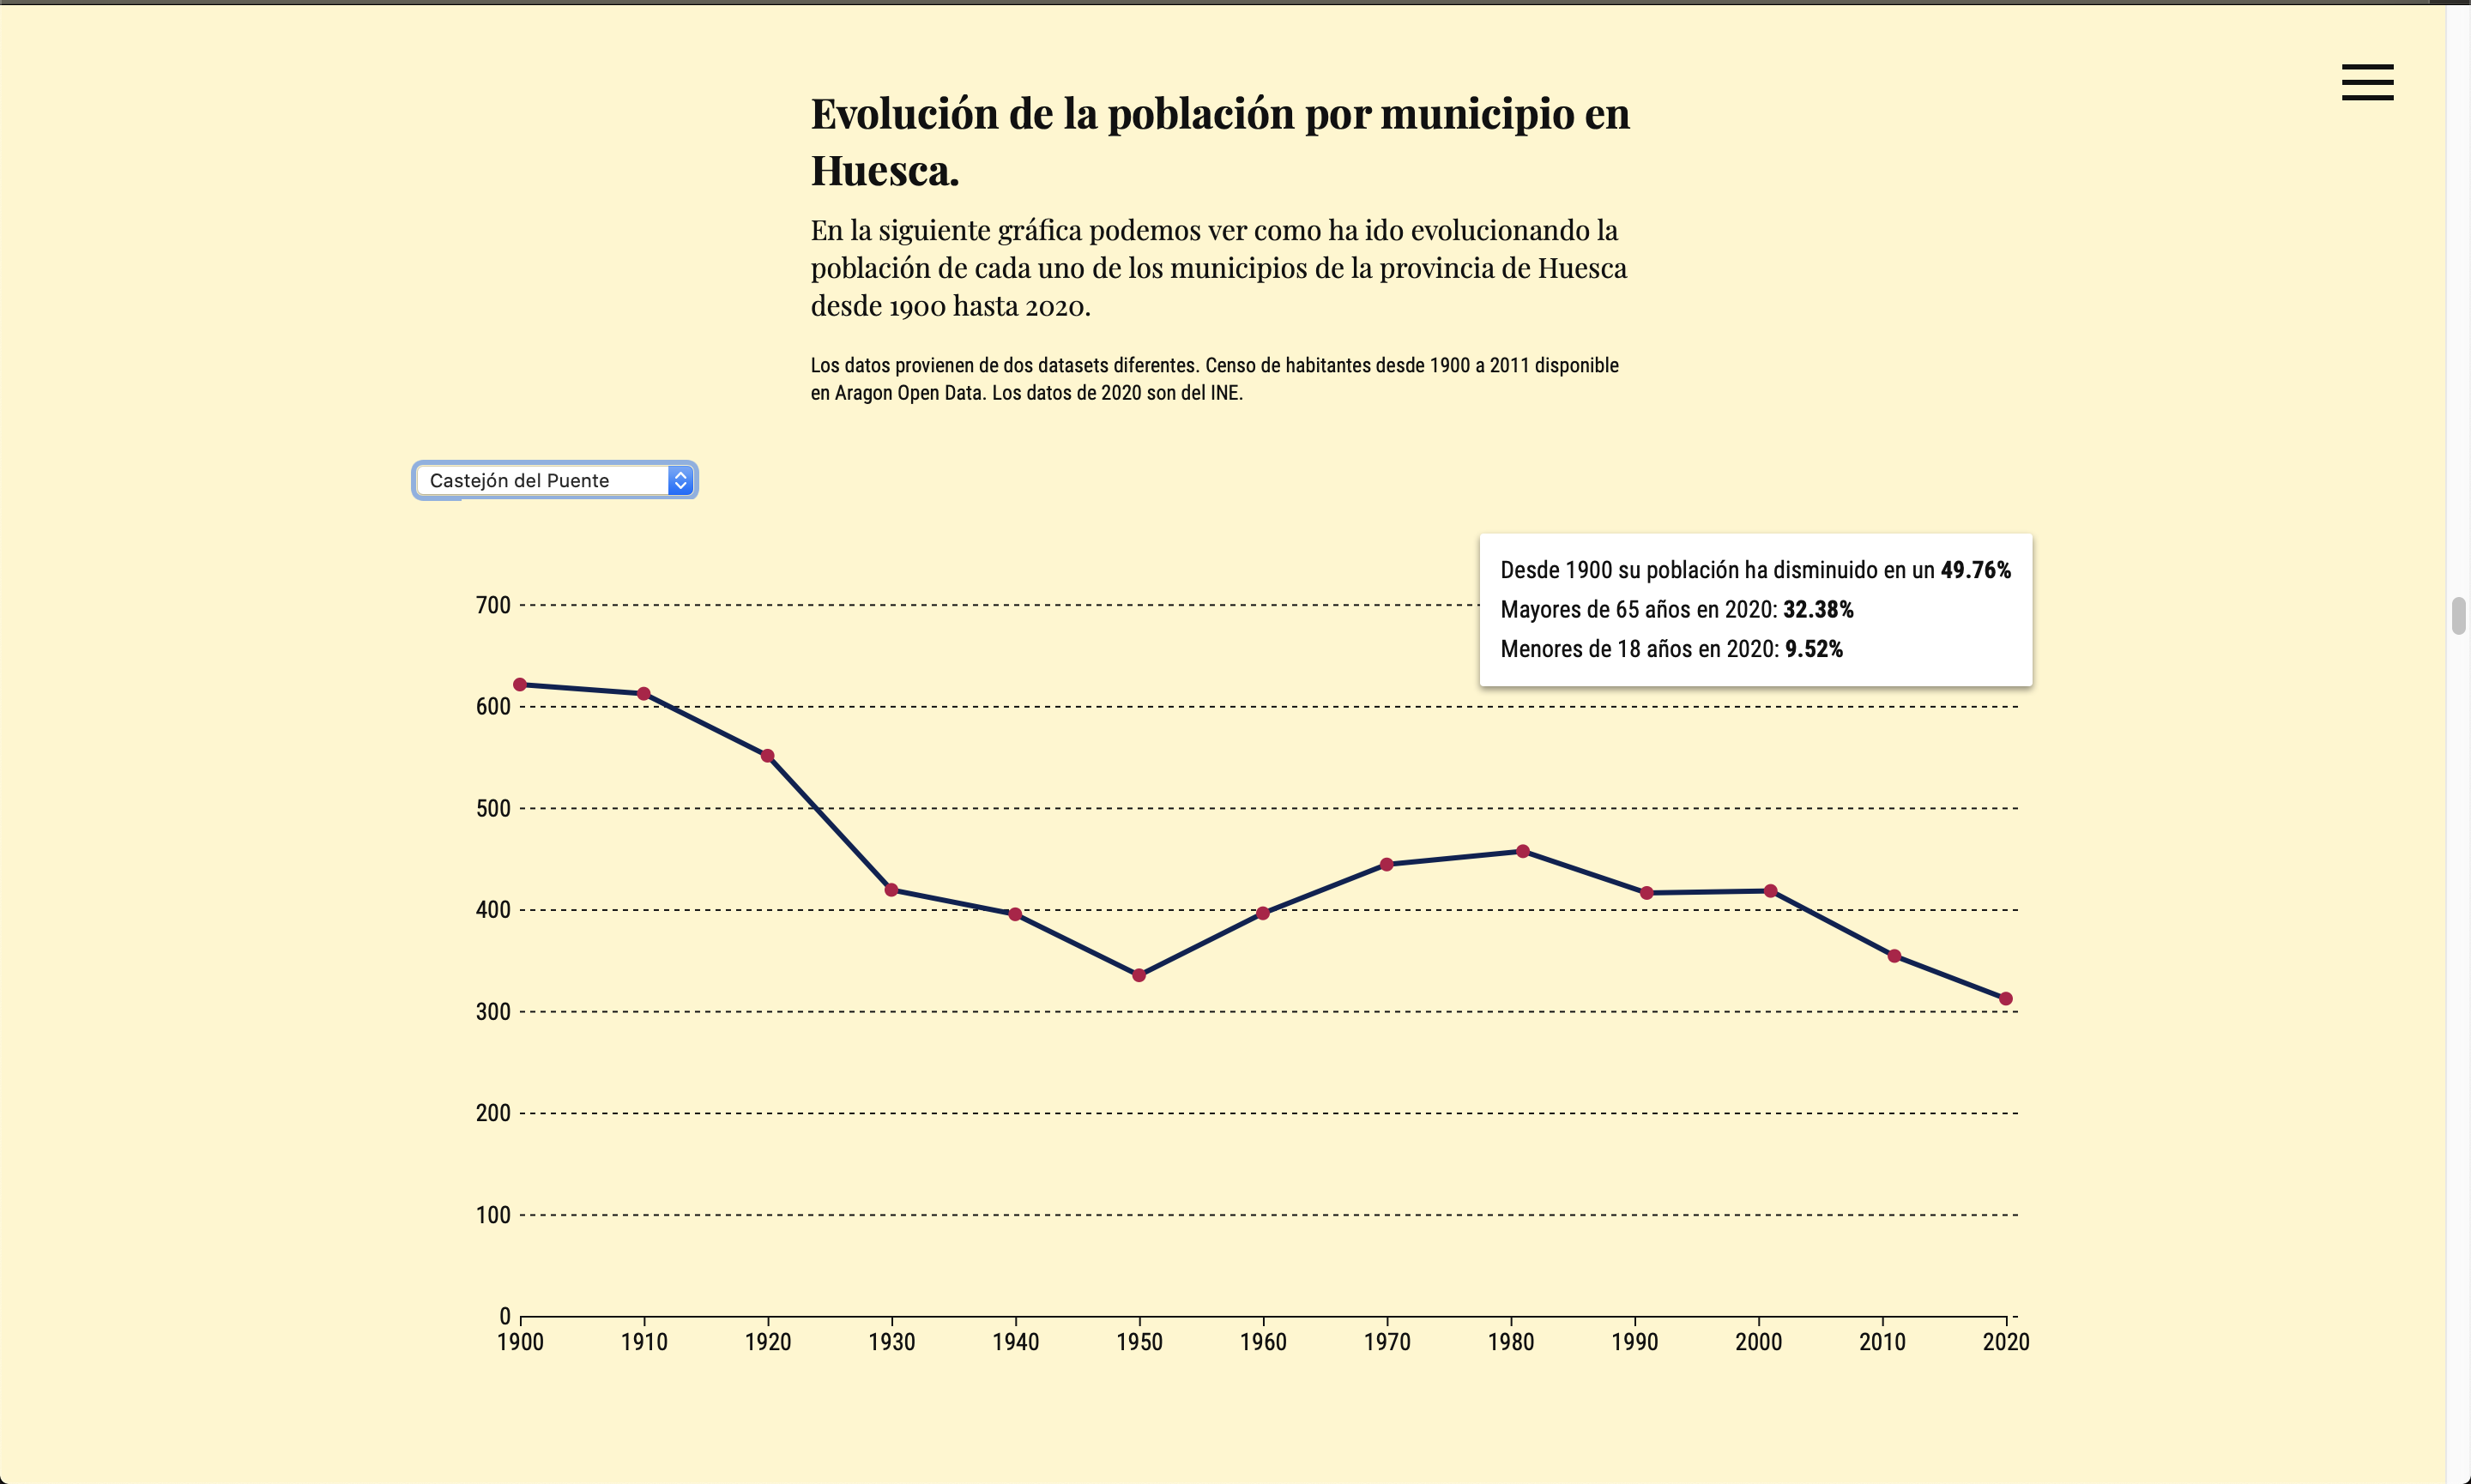 Evolución de la población por municipio en
Huesca.
En la siguiente gráfica podemos ver como ha ido evolucionando la
población de cada uno de los municipios de la provincia de Huesca
desde 1900 hasta 2020.
Los datos provienen de dos datasets diferentes. Censo de habitantes desde 1900 a 2011 disponible
en Aragon Open Data. Los datos de 2020 son del INE.
Castejón del Puente
Desde 1900 su población ha disminuido en un 49.76%
Mayores de 65 años en 2020: 32.38%
Menores de 18 años en 2020: 9.52%
700
600
500
400
300
200
100
0
1900 1910 1920 1930 1940 1950 1960 1970 1980 1990 2000 2010 2020